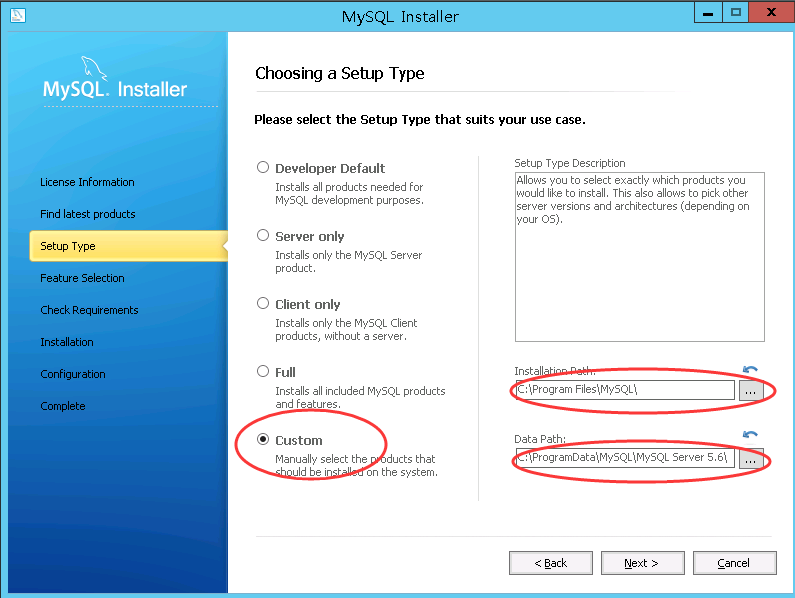 MySQL Installer
MySQL. Installer
License Information
Find latest products
Setup Type
Feature Selection
Check Requirements
Installation
Configuration
Complete
Choosing a Setup Type
Please select the Setup Type that suits your use case.
Developer Default
Installs all products needed for
MySQL development purposes.
Server only
Installs only the MySQL Server
product.
Client only
Installs only the MySQL Client
products, without a server.
Full
Installs all included MySQL products
and features.
Custom
Manually select the products that
should be installed on the system.
Setup Type Description
Allows you to select exactly which products you
would like to install. This also allows to pick other
server versions and architectures (depending on
your OS).
Installation Path:
C:\Program Files\MySQL\
...
Data Path:
C:\ProgramData\MySQL\MySQL Server 5.6\
...
< Back
Next >
Cancel